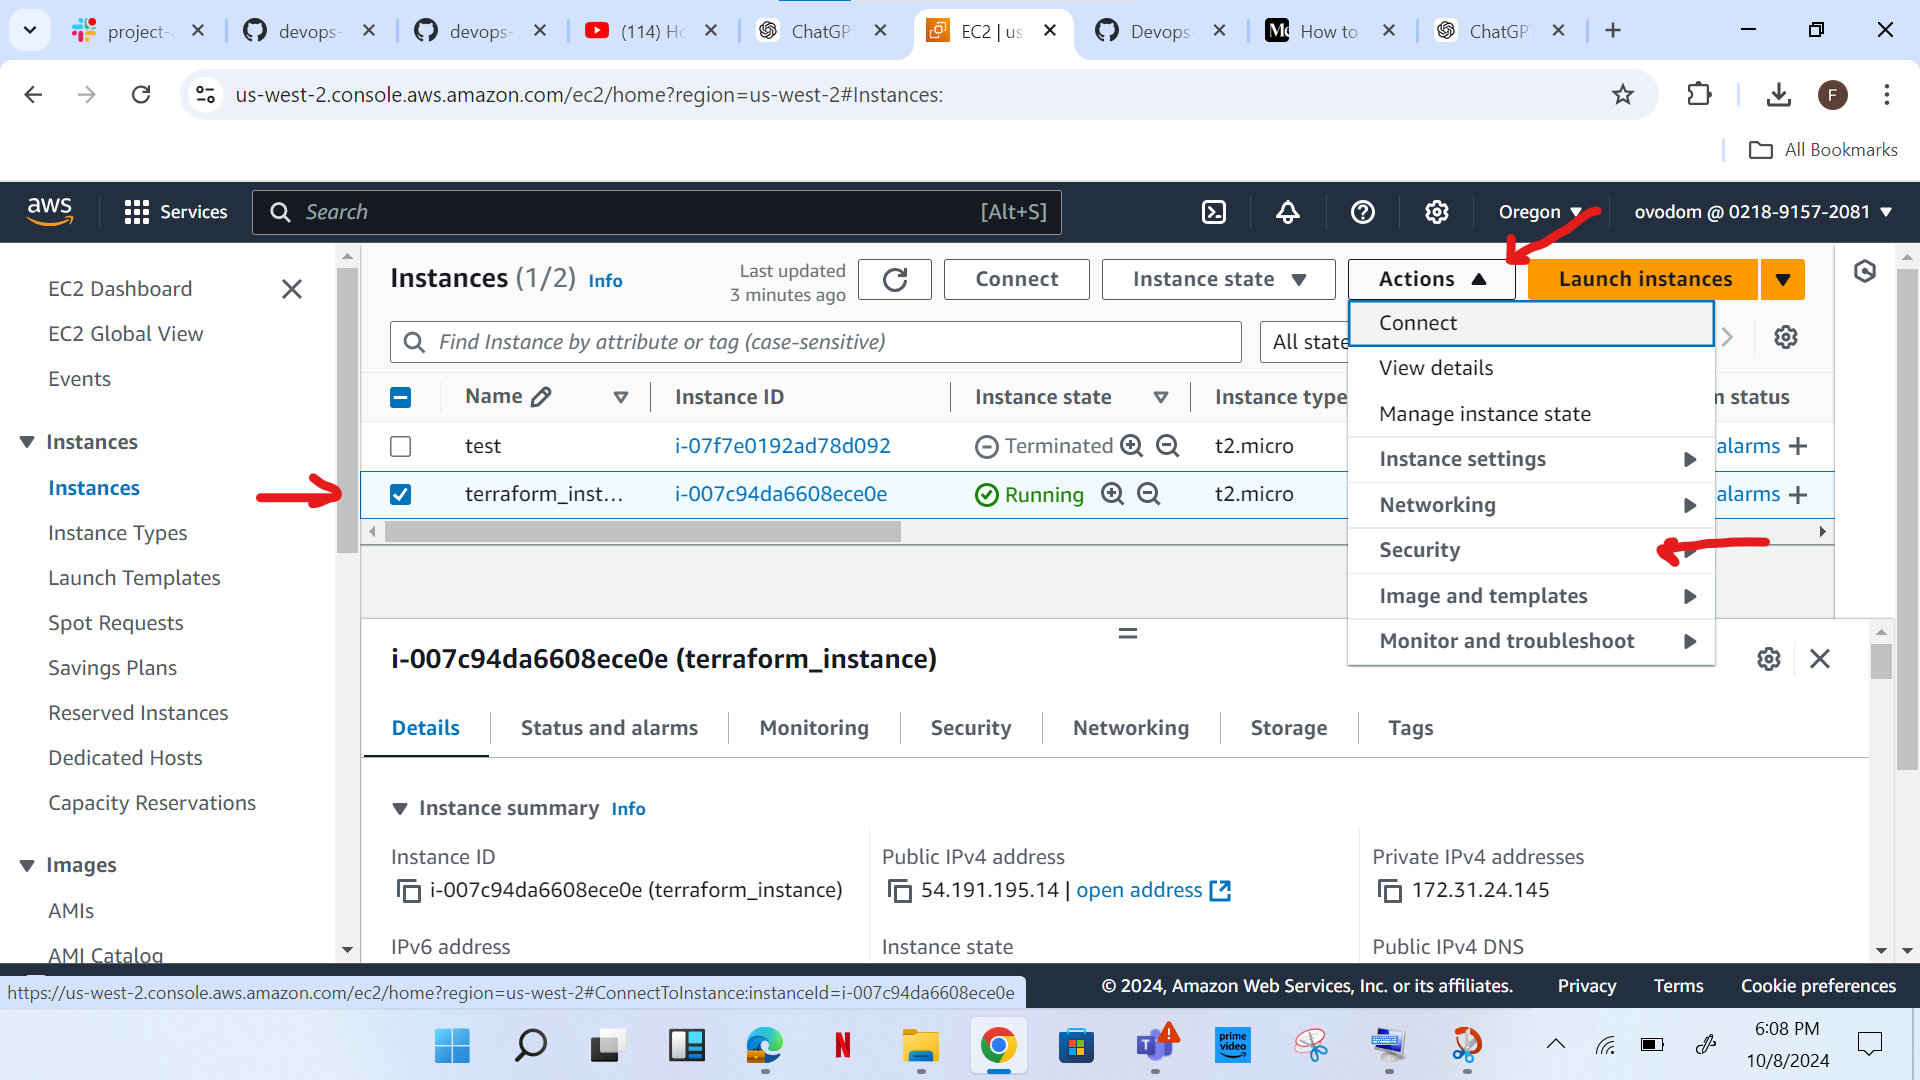 project-
devops-
devops-
(114) Ho
ChatGPT
EC2 | us
Devops-
How to
ChatGPT
us-west-2.console.aws.amazon.com/ec2/home?region=us-west-2#Instances:
F
All Bookmarks
aws
Services
Search
[Alt+S]
Oregon
ovodom @ 0218-9157-2081
EC2 Dashboard
EC2 Global View
Events
Instances
Instances
Instance Types
Launch Templates
Spot Requests
Savings Plans
Reserved Instances
Dedicated Hosts
Capacity Reservations
Images
AMIs
AMI Catalog
Instances (1/2) Info
Last updated
3 minutes ago
Connect
Instance state
Actions
Launch instances
Find Instance by attribute or tag (case-sensitive)
All state
Name
Instance ID
Instance state
Instance type
n status
test
i-07f7e0192ad78d092
Terminated
t2.micro
alarms
terraform_inst...
i-007c94da6608ece0e
Running
t2.micro
alarms
Connect
View details
Manage instance state
Instance settings
Networking
Security
Image and templates
Monitor and troubleshoot
i-007c94da6608ece0e (terraform_instance)
Details
Status and alarms
Monitoring
Security
Networking
Storage
Tags
Instance summary Info
Instance ID
i-007c94da6608ece0e (terraform_instance)
Public IPv4 address
54.191.195.14 | open address
Private IPv4 addresses
172.31.24.145
IPv6 address
Instance state
Public IPv4 DNS
https://us-west-2.console.aws.amazon.com/ec2/home?region=us-west-2#ConnectToInstance:instanceId=i-007c94da6608ece0e
© 2024, Amazon Web Services, Inc. or its affiliates.
Privacy
Terms
Cookie preferences
N
T
prime
video
6:08 PM
10/8/2024